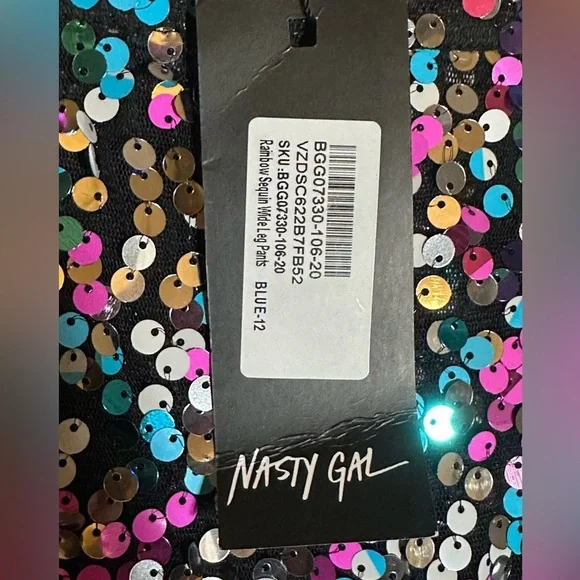 BGG07330-106-20
VZDSC622B7FB52
SKU:BGG07330-106-20
Rainbow Sequin Wide Leg Pants BLUE-12
NASTY GAL